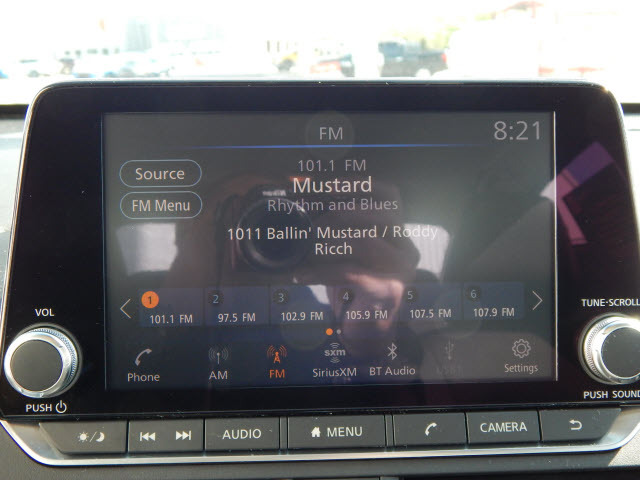 FM
8:21
Source
FM Menu
101.1 FM
Mustard
Rhythm and Blues
1011 Ballin' Mustard / Roddy
Ricch
1 2 3 4 5 6
101.1 FM 97.5 FM 102.9 FM 105.9 FM 107.5 FM 107.9 FM
sxm
Phone AM FM SiriusXM BT Audio USB1 Settings
VOL
PUSH
TUNE-SCROLL
PUSH SOUND
AUDIO MENU CAMERA